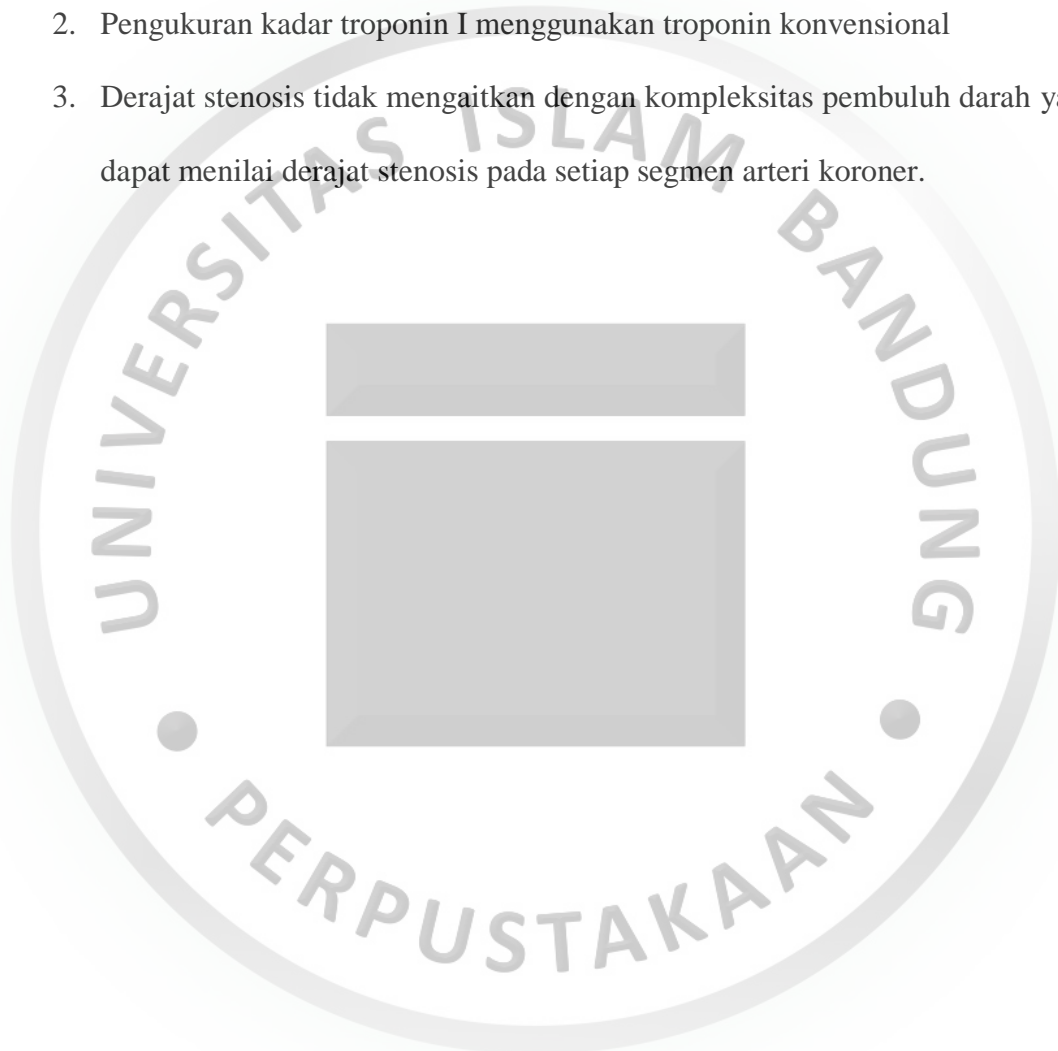 2. Pengukuran kadar troponin I menggunakan troponin konvensional
3. Derajat stenosis tidak mengaitkan dengan kompleksitas pembuluh darah
dapat menilai derajat stenosis pada setiap segmen arteri koroner.
UNIVERSITAS ISLAM BANDUNG
PERPUSTAKAAN